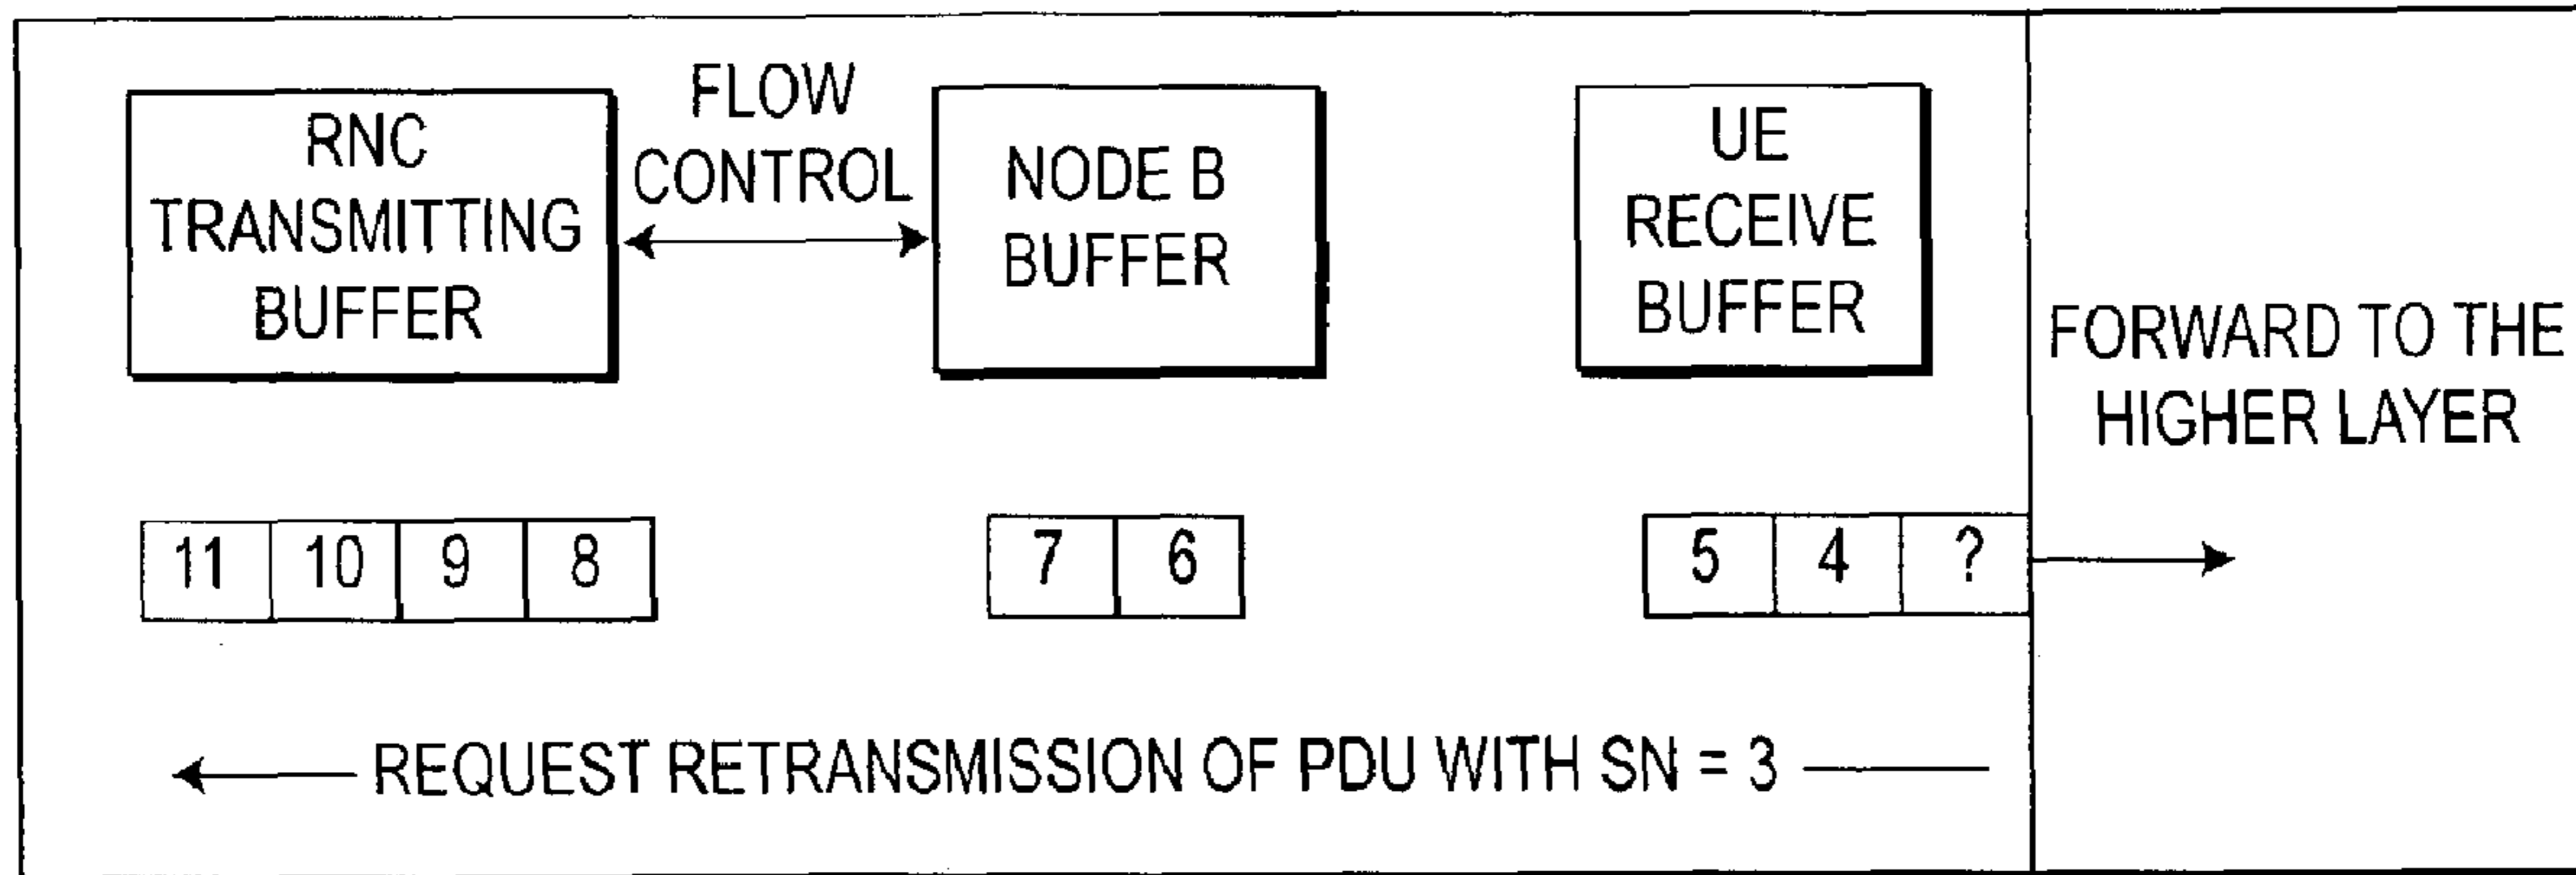 RNC
TRANSMITTING
BUFFER
FLOW
CONTROL
NODE B
BUFFER
UE
RECEIVE
BUFFER
FORWARD TO THE
HIGHER LAYER
11 10 9 8
7 6
5 4 ?
REQUEST RETRANSMISSION OF PDU WITH SN = 3